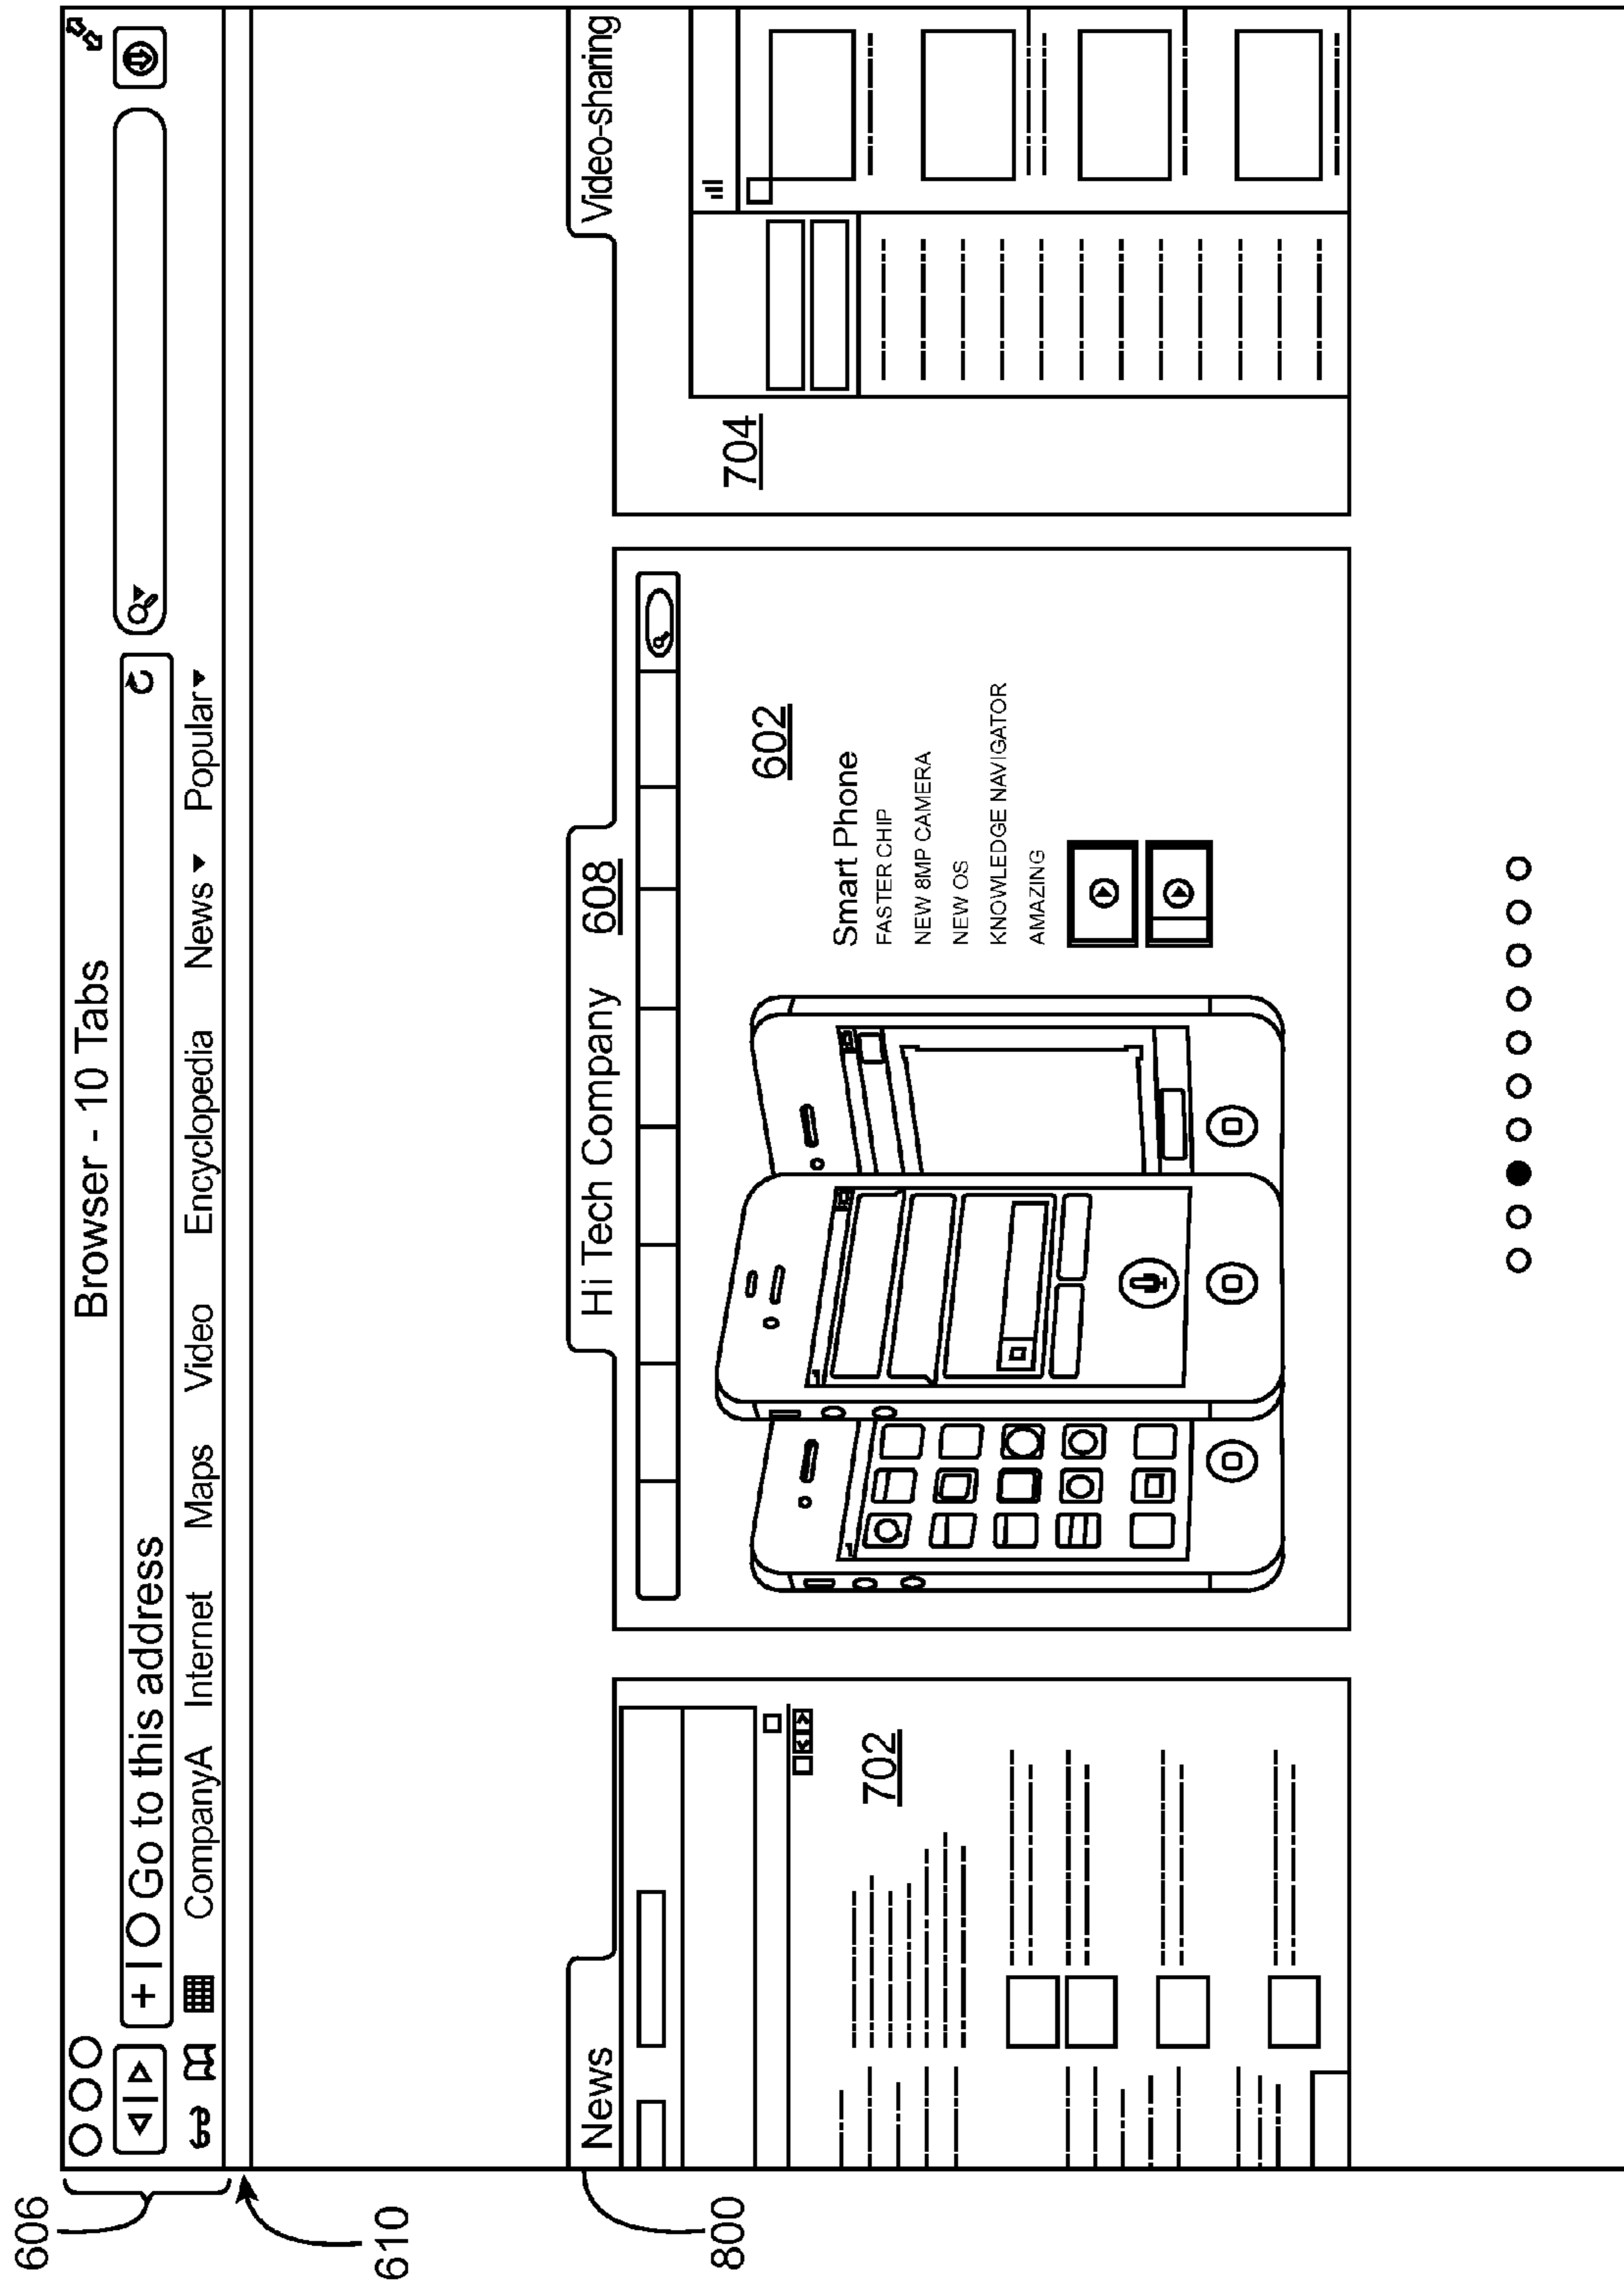 606
Browser - 10 Tabs
+ | Go to this address
CompanyA Internet Maps Video Encyclopedia News ▾ Popular ▾
610
800
News
Hi Tech Company 608
Video-sharing
702
602
704
Smart Phone
FASTER CHIP
NEW 8MP CAMERA
NEW OS
KNOWLEDGE NAVIGATOR
AMAZING